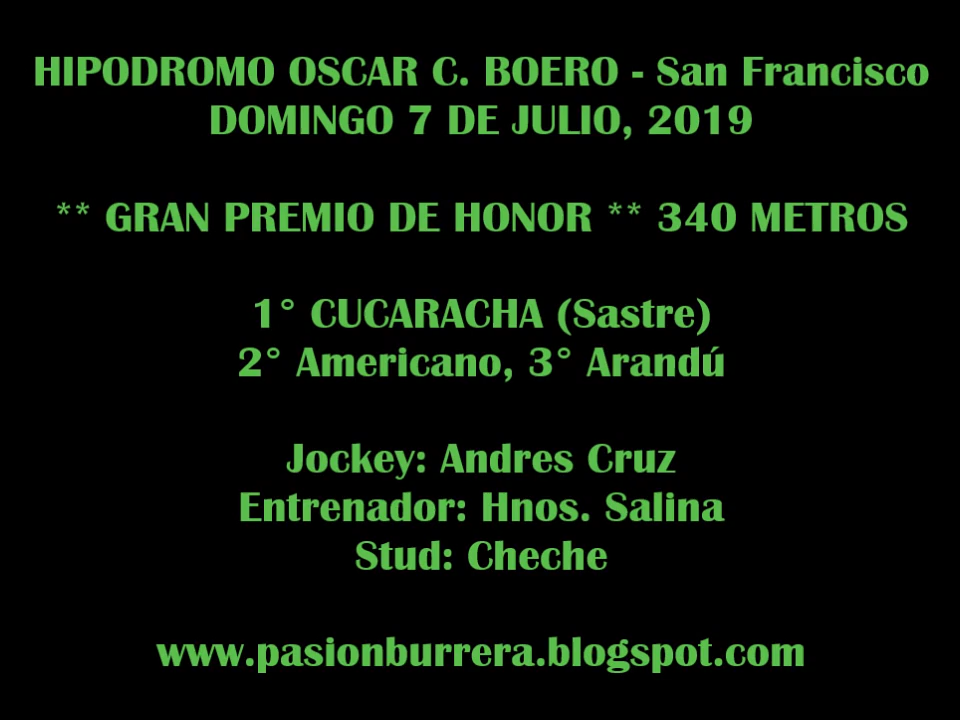 HIPODROMO OSCAR C. BOERO - San Francisco
DOMINGO 7 DE JULIO, 2019
** GRAN PREMIO DE HONOR ** 340 METROS
1° CUCARACHA (Sastre)
2° Americano, 3° Arandú
Jockey: Andres Cruz
Entrenador: Hnos. Salina
Stud: Cheche
www.pasionburrera.blogspot.com